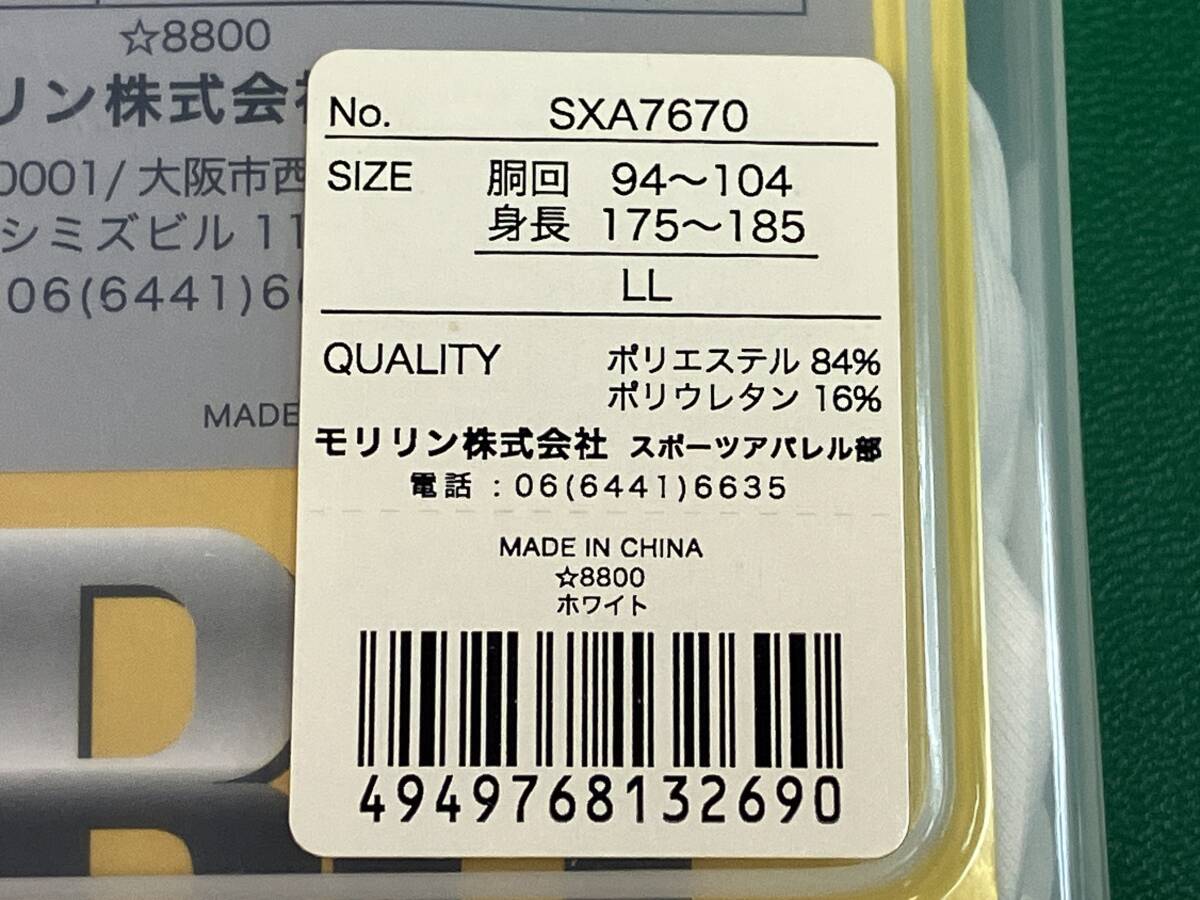 ☆8800
リン株式会
0001/大阪市西
シミズビル 11
06(6441)6
MADE
No. SXA7670
SIZE 胴回 94～104
身長 175～185
LL
QUALITY ポリエステル 84%
ポリウレタン 16%
モリリン株式会社 スポーツアパレル部
電話 : 06(6441)6635
MADE IN CHINA
☆8800
ホワイト
4949768132690